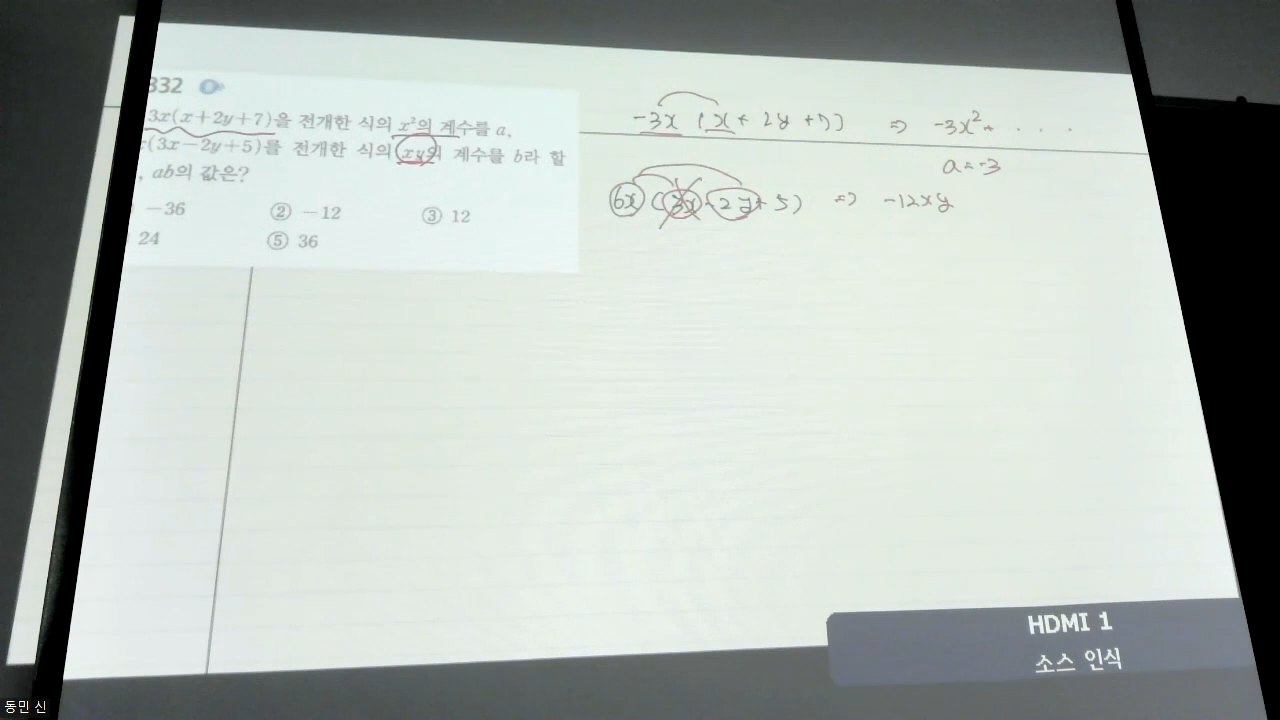 332
3x(x+2y+7)을 전개한 식의 x²의 계수를 a,
(3x-2y+5)를 전개한 식의 xy의 계수를 b라 할
, ab의 값은?
-36 ② -12 ③ 12
24 ⑤ 36
-3x (x + 2y + 7) ⇒ -3x² + · · · ·
a = -3
6x (3x - 2y + 5) ⇒ -12xy
HDMI 1
소스 인식
동민 신